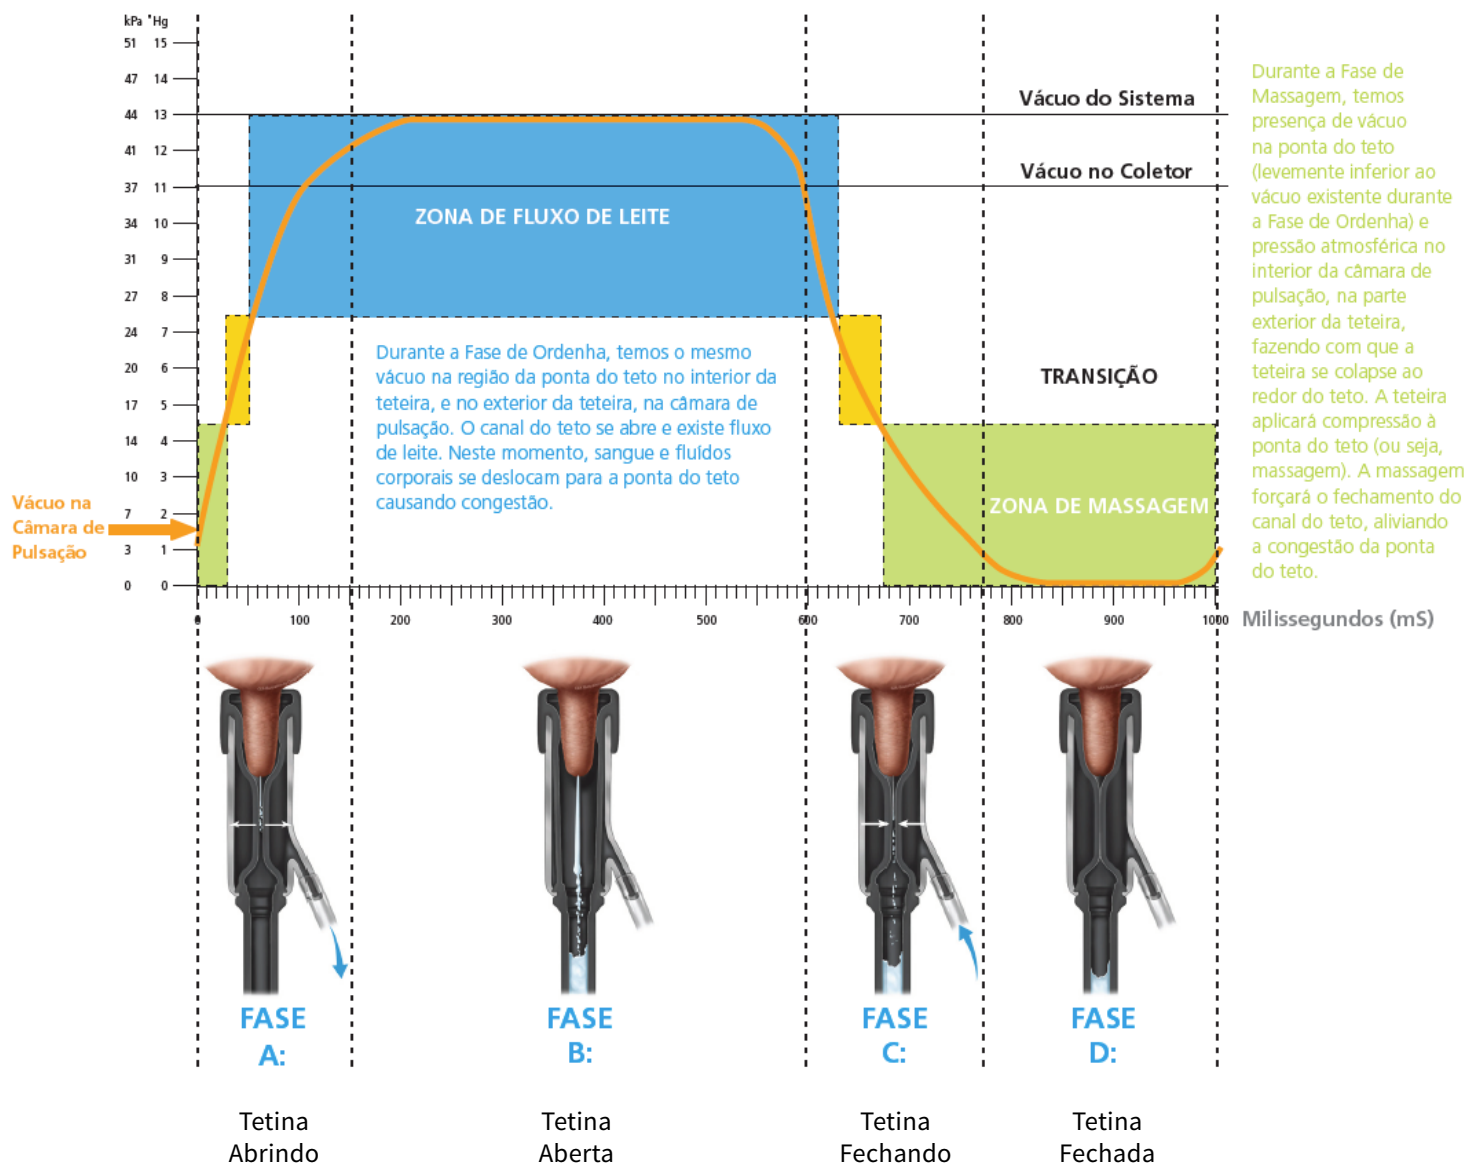 kPa "Hg
51 15
47 14
44 13
41 12
37 11
34 10
31 9
27 8
24 7
20 6
17 5
14 4
10 3
7 2
3 1
0 0
Vácuo do Sistema
Vácuo no Coletor
ZONA DE FLUXO DE LEITE
Durante a Fase de Ordenha, temos o mesmo
vácuo na região da ponta do teto no interior da
teteira, e no exterior da teteira, na câmara de
pulsação. O canal do teto se abre e existe fluxo
de leite. Neste momento, sangue e fluídos
corporais se deslocam para a ponta do teto
causando congestão.
TRANSIÇÃO
ZONA DE MASSAGEM
Vácuo na
Câmara de
Pulsação
Durante a Fase de
Massagem, temos
presença de vácuo
na ponta do teto
(levemente inferior ao
vácuo existente durante
a Fase de Ordenha) e
pressão atmosférica no
interior da câmara de
pulsação, na parte
exterior da teteira,
fazendo com que a
teteira se colapse ao
redor do teto. A teteira
aplicará compressão à
ponta do teto (ou seja,
massagem). A massagem
forçará o fechamento do
canal do teto, aliviando
a congestão da ponta
do teto.
0 100 200 300 400 500 600 700 800 900 1000
Milissegundos (mS)
FASE
A:
FASE
B:
FASE
C:
FASE
D:
Tetina
Abrindo
Tetina
Aberta
Tetina
Fechando
Tetina
Fechada